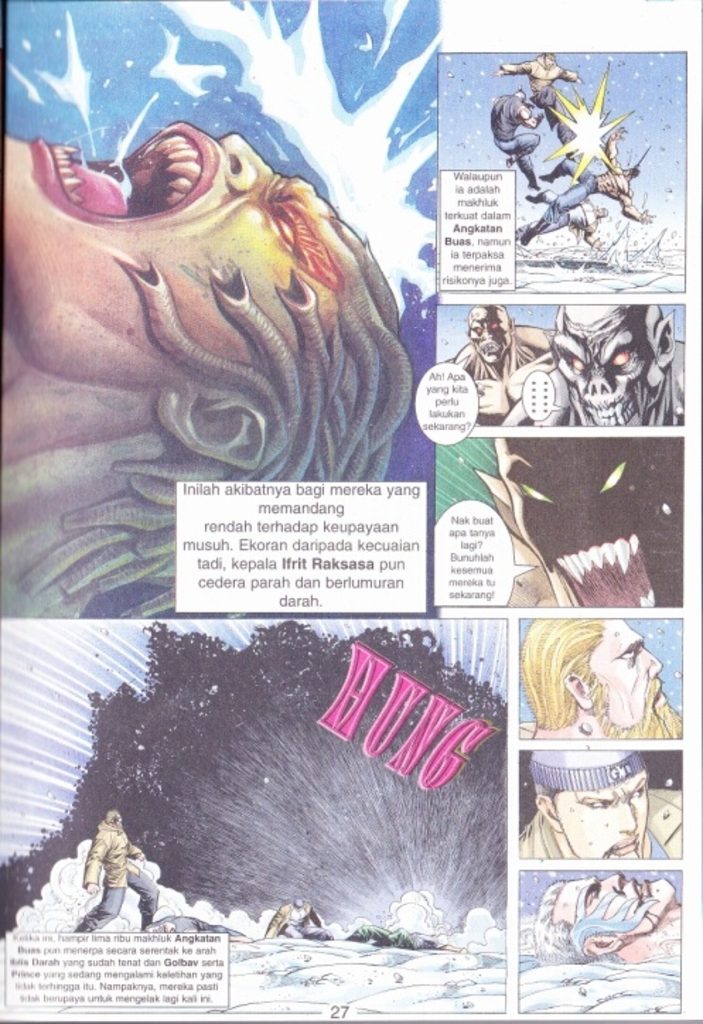 Walaupun
ia adalah
makhluk
terkuat dalam
Angkatan
Buas, namun
ia terpaksa
menerima
risikonya juga.
Ah! Apa
yang kita
perlu
lakukan
sekarang?
Inilah akibatnya bagi mereka yang
memandang
rendah terhadap keupayaan
musuh. Ekoran daripada kecuaian
tadi, kepala Ifrit Raksasa pun
cedera parah dan berlumuran
darah.
Nak buat
apa tanya
lagi?
Bunuhlah
kesemua
mereka tu
sekarang!
HUNG
Ketika ini, hampir lima ribu makhluk Angkatan
Buas pun menerpa secara serentak ke arah
Iblis Darah yang sudah tenat dan Golbav serta
Prince yang sedang mengalami keletihan yang
tidak terhingga itu. Nampaknya, mereka pasti
tidak berupaya untuk mengelak lagi kali ini.
27